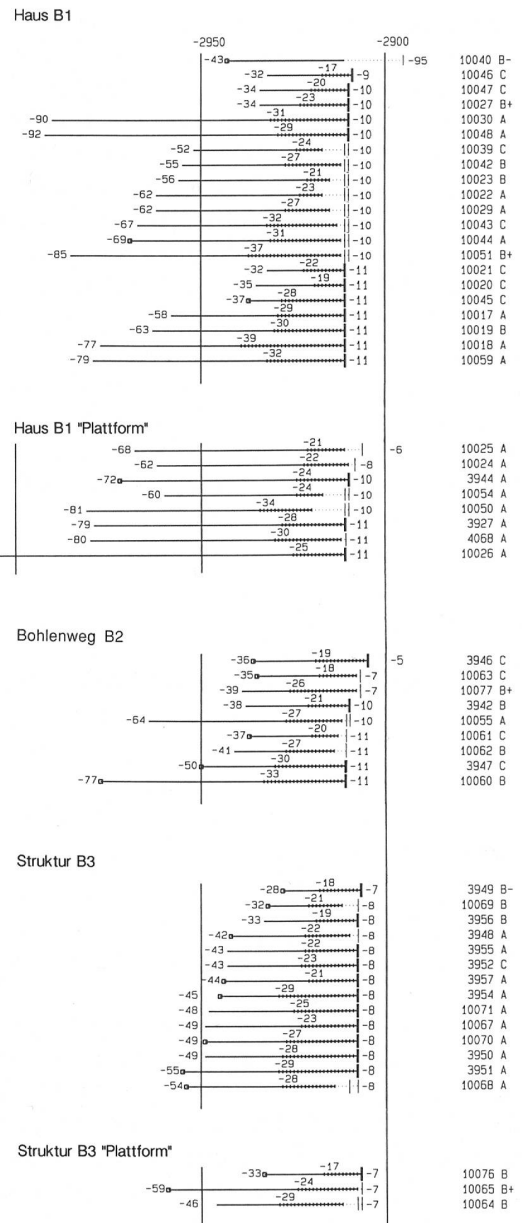 Haus B1
-2950 -2900
-43 -95 10040 B-
-32 -17 -9 10046 C
-34 -20 -10 10047 C
-34 -23 -10 10027 B+
-90 -31 -10 10030 A
-92 -29 -10 10048 A
-52 -24 -10 10039 C
-55 -27 -10 10042 B
-56 -21 -10 10023 B
-62 -23 -10 10022 A
-62 -27 -10 10029 A
-67 -32 -10 10043 C
-69 -31 -10 10044 A
-85 -37 -10 10051 B+
-32 -22 -11 10021 C
-35 -19 -11 10020 C
-37 -28 -11 10045 C
-58 -29 -11 10017 A
-63 -30 -11 10019 B
-77 -39 -11 10018 A
-79 -32 -11 10059 A
Haus B1 "Plattform"
-68 -21 -6 10025 A
-62 -22 -8 10024 A
-72 -24 -10 3944 A
-60 -24 -10 10054 A
-81 -34 -10 10050 A
-79 -28 -11 3927 A
-80 -30 -11 4068 A
-25 -11 10026 A
Bohlenweg B2
-36 -19 -5 3946 C
-35 -18 -7 10063 C
-39 -26 -7 10077 B+
-38 -21 -10 3942 B
-64 -27 -10 10055 A
-37 -20 -11 10061 C
-41 -27 -11 10062 B
-50 -30 -11 3947 C
-77 -33 -11 10060 B
Struktur B3
-28 -18 -7 3949 B-
-32 -21 -8 10069 B
-33 -19 -8 3956 B
-42 -22 -8 3948 A
-43 -22 -8 3955 A
-43 -23 -8 3952 C
-44 -21 -8 3957 A
-45 -29 -8 3954 A
-48 -25 -8 10071 A
-49 -23 -8 10067 A
-49 -27 -8 10070 A
-49 -28 -8 3950 A
-55 -29 -8 3951 A
-54 -28 -8 10068 A
Struktur B3 "Plattform"
-33 -17 -7 10076 B
-59 -24 -7 10065 B+
-46 -29 -7 10064 B